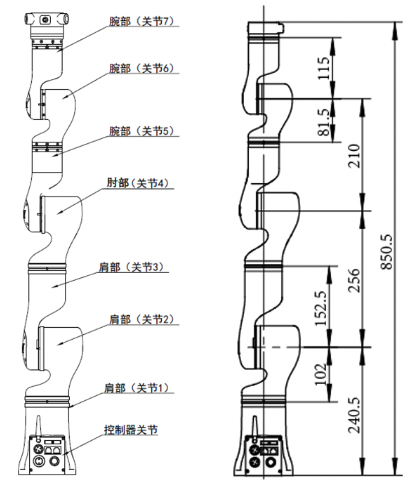 腕部（关节7）
腕部（关节6）
腕部（关节5）
肘部（关节4）
肩部（关节3）
肩部（关节2）
肩部（关节1）
控制器关节
115
81.5
210
850.5
256
152.5
102
240.5